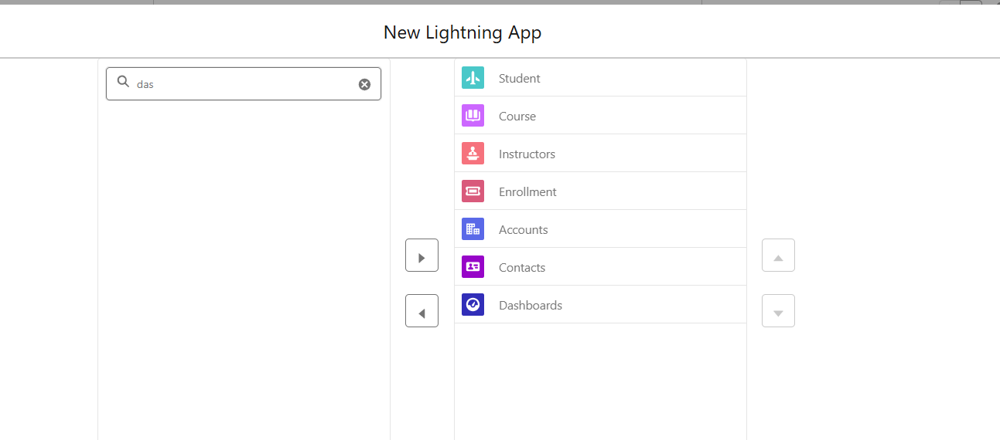 New Lightning App
das
Student
Course
Instructors
Enrollment
Accounts
Contacts
Dashboards